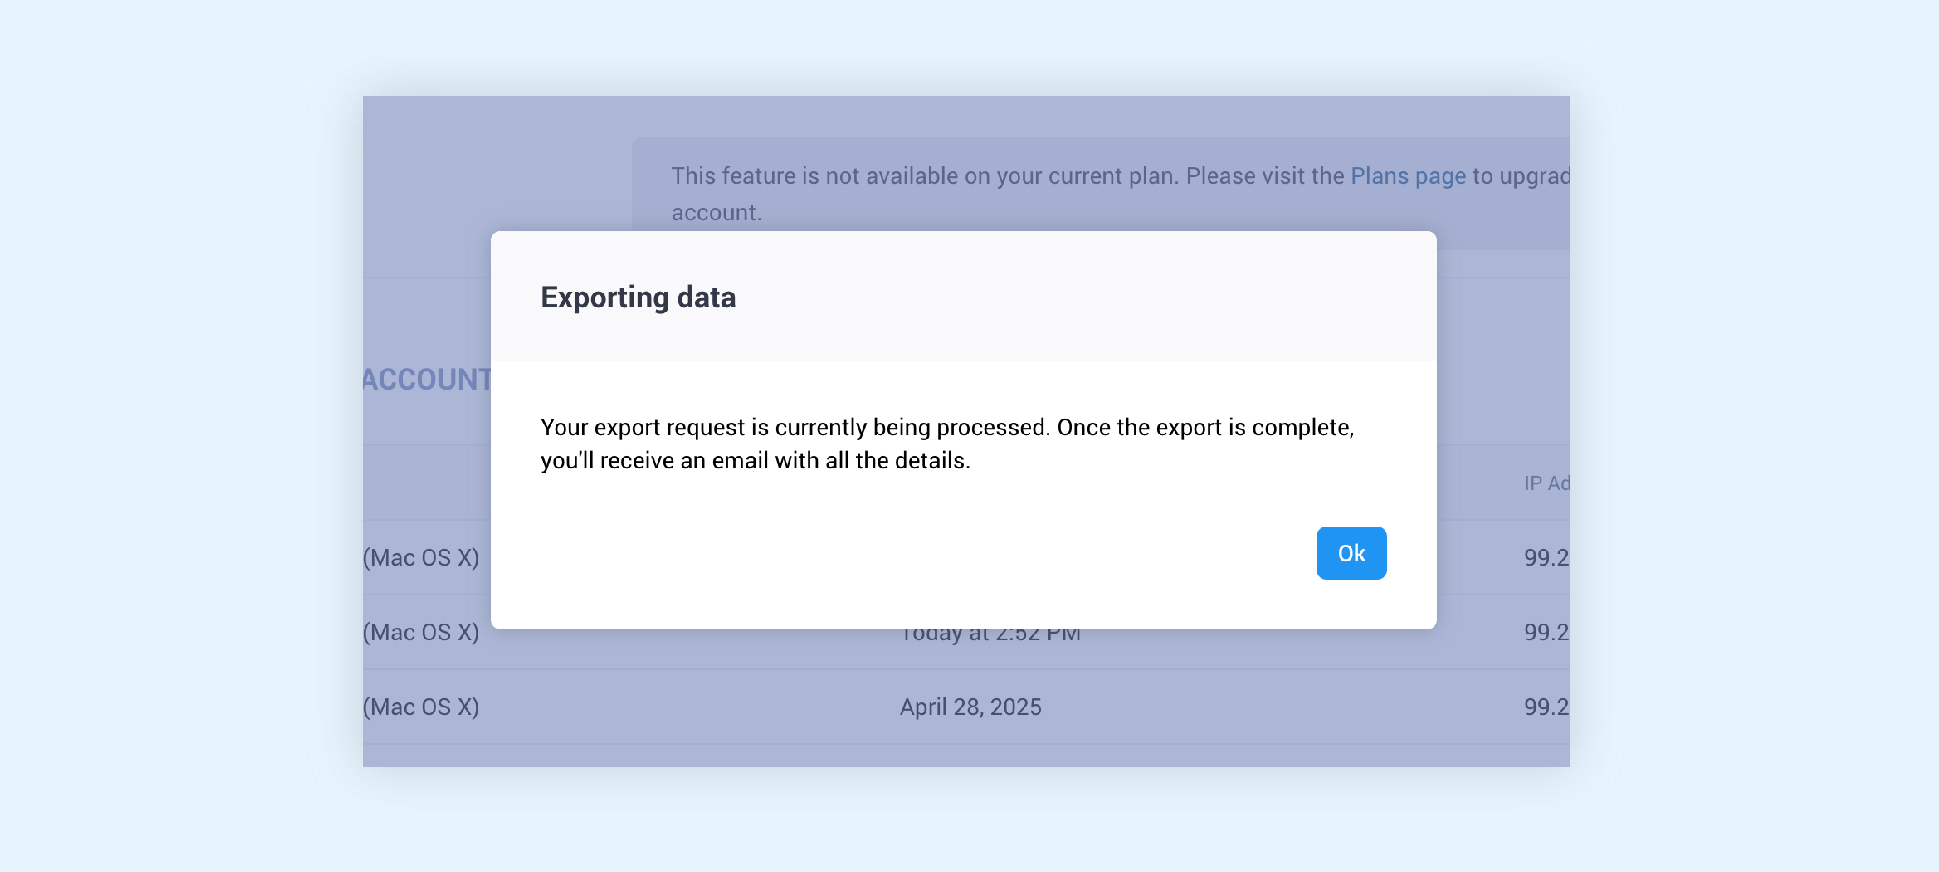 This feature is not available on your current plan. Please visit the Plans page to upgrad
account.
Exporting data
ACCOUNT
Your export request is currently being processed. Once the export is complete,
you'll receive an email with all the details.
IP Ad
Ok
(Mac OS X) 99.2
(Mac OS X) Today at 2:52 PM 99.2
(Mac OS X) April 28, 2025 99.2